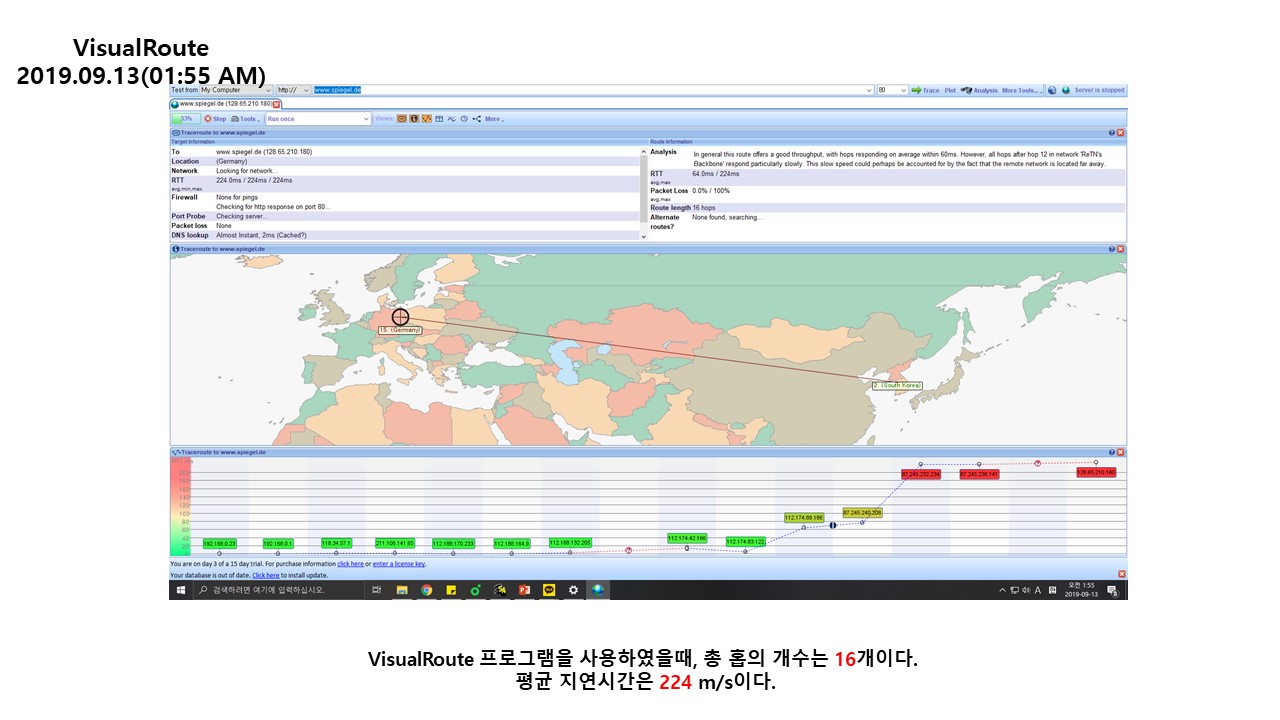 VisualRoute
2019.09.13(01:55 AM)
Test from My Computer http:// www.spiegel.de 80 Trace Plot Analysis More Tools... Server is stopped
www.spiegel.de (128.65.210.180)
33% Stop Tools Run once Views: More
Traceroute to www.spiegel.de
Target Information
To www.spiegel.de (128.65.210.180)
Location (Germany)
Network Looking for network...
RTT 224.0ms / 224ms / 224ms
avg,min,max
Firewall None for pings
Checking for http response on port 80...
Port Probe Checking server...
Packet loss None
DNS lookup Almost Instant, 2ms (Cached?)
Route Information
Analysis In general this route offers a good throughput, with hops responding on average within 60ms. However, all hops after hop 12 in network 'ReTN's
Backbone' respond particularly slowly. This slow speed could perhaps be accounted for by the fact that the remote network is located far away.
RTT 64.0ms / 224ms
avg,max
Packet Loss 0.0% / 100%
avg,max
Route length 16 hops
Alternate None found, searching...
routes?
Traceroute to www.spiegel.de
15. (Germany)
2. (South Korea)
Traceroute to www.spiegel.de
200
180
160
140
120
100
80
60
40
20
0
192.168.0.23 192.168.0.1 118.34.57.1 211.106.141.65 112.188.170.233 112.188.164.9 112.188.132.205 112.174.42.166 112.174.83.122 112.174.89.186 87.245.240.208 87.245.232.234 87.245.236.141 128.65.210.180
You are on day 3 of a 15 day trial. For purchase information click here or enter a license key.
Your database is out of date. Click here to install update.
검색하려면 여기에 입력하십시오.
A
오전 1:55
2019-09-13
VisualRoute 프로그램을 사용하였을때, 총 홉의 개수는 16개이다.
평균 지연시간은 224 m/s이다.